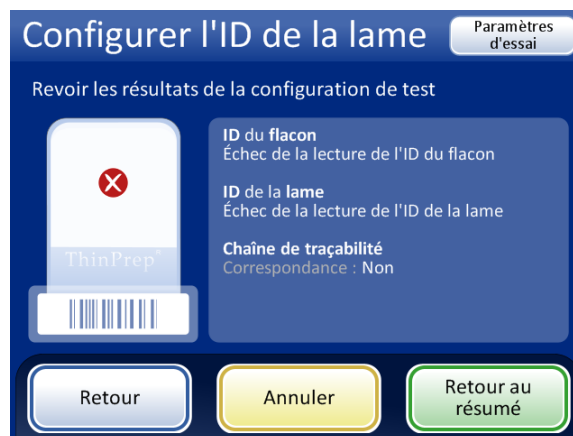 Configurer l'ID de la lame
Paramètres
d'essai
Revoir les résultats de la configuration de test
ID du flacon
Échec de la lecture de l'ID du flacon
ID de la lame
Échec de la lecture de l'ID de la lame
Chaîne de traçabilité
Correspondance : Non
ThinPrep®
Retour
Annuler
Retour au
résumé